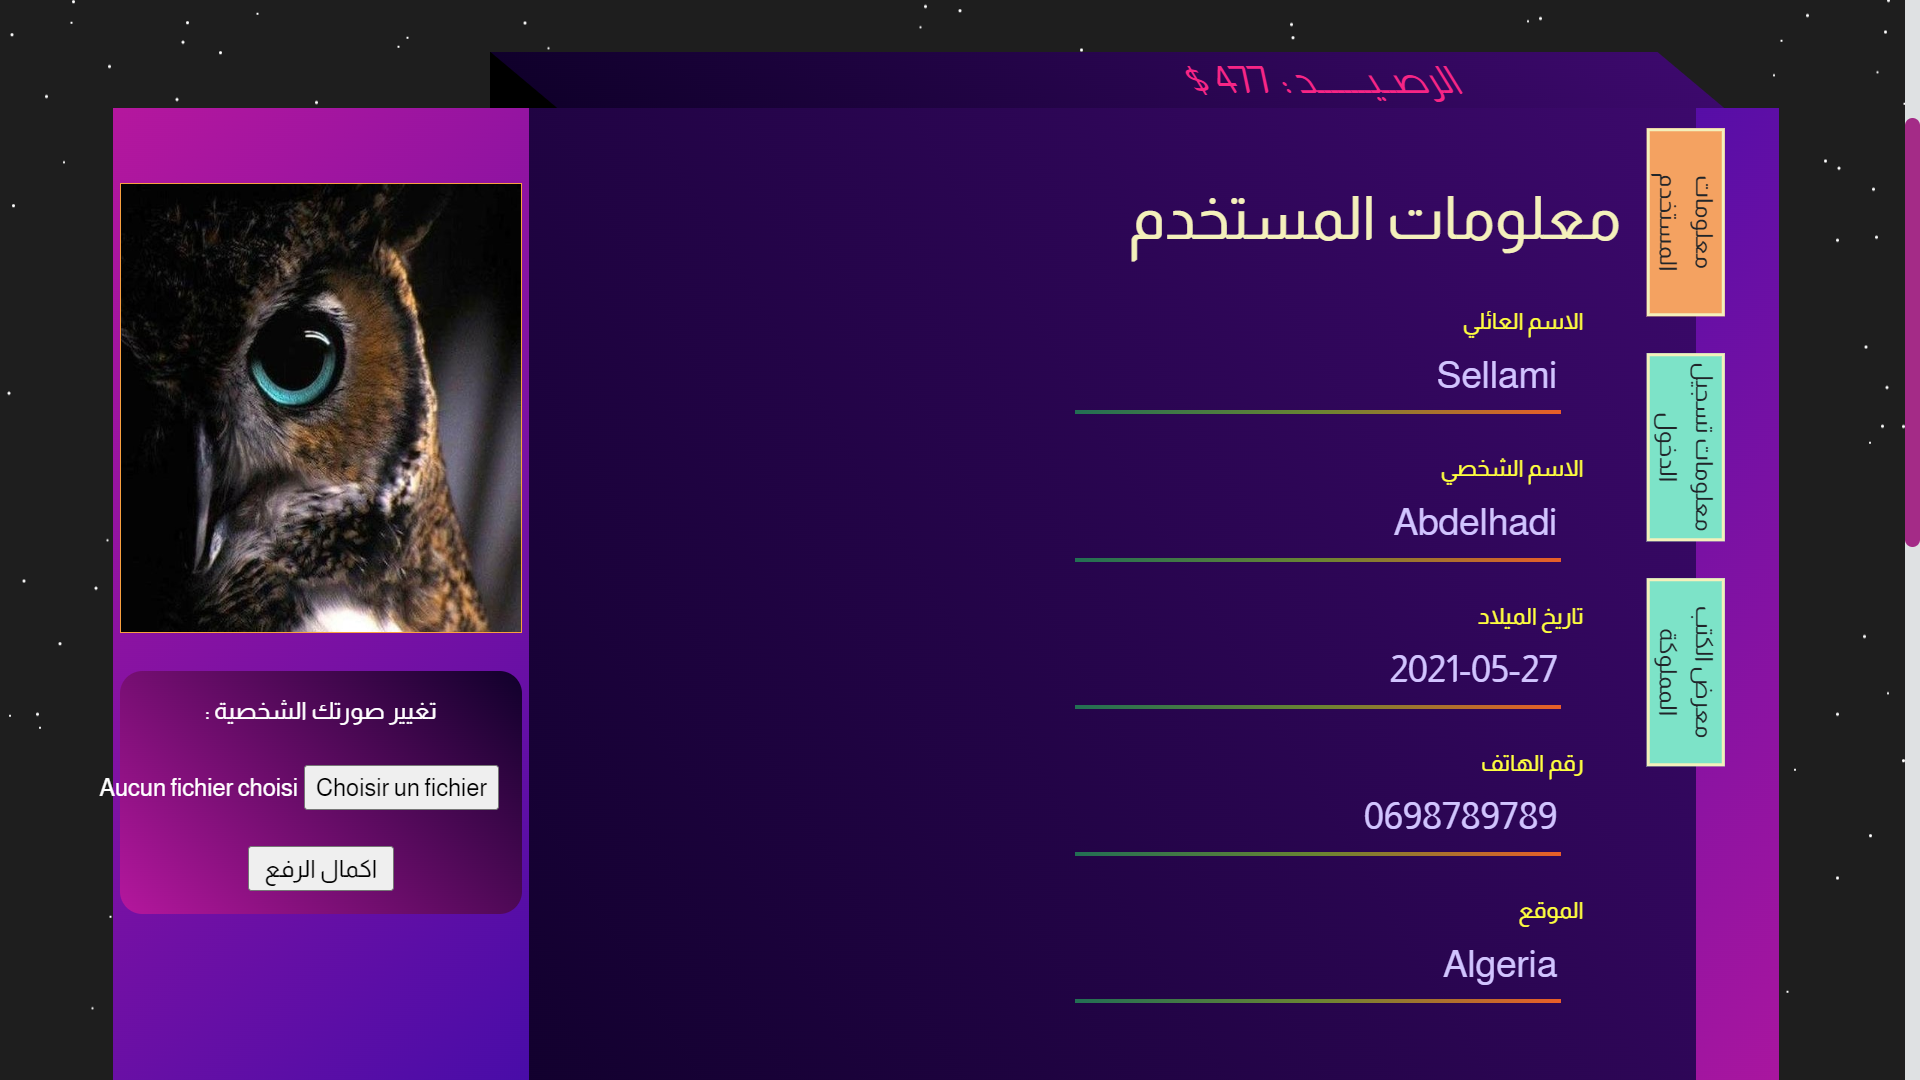 الرصيـــــد : 477 $
معلومات المستخدم
الاسم العائلي
Sellami
الاسم الشخصي
Abdelhadi
تاريخ الميلاد
2021-05-27
رقم الهاتف
0698789789
الموقع
Algeria
معلومات
المستخدم
معلومات تسجيل
الدخول
معرض الكتب
المملوكة
تغيير صورتك الشخصية :
Choisir un fichier Aucun fichier choisi
اكمال الرفع